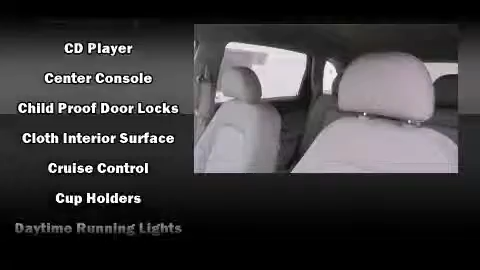 CD Player
Center Console
Child Proof Door Locks
Cloth Interior Surface
Cruise Control
Cup Holders
Daytime Running Lights